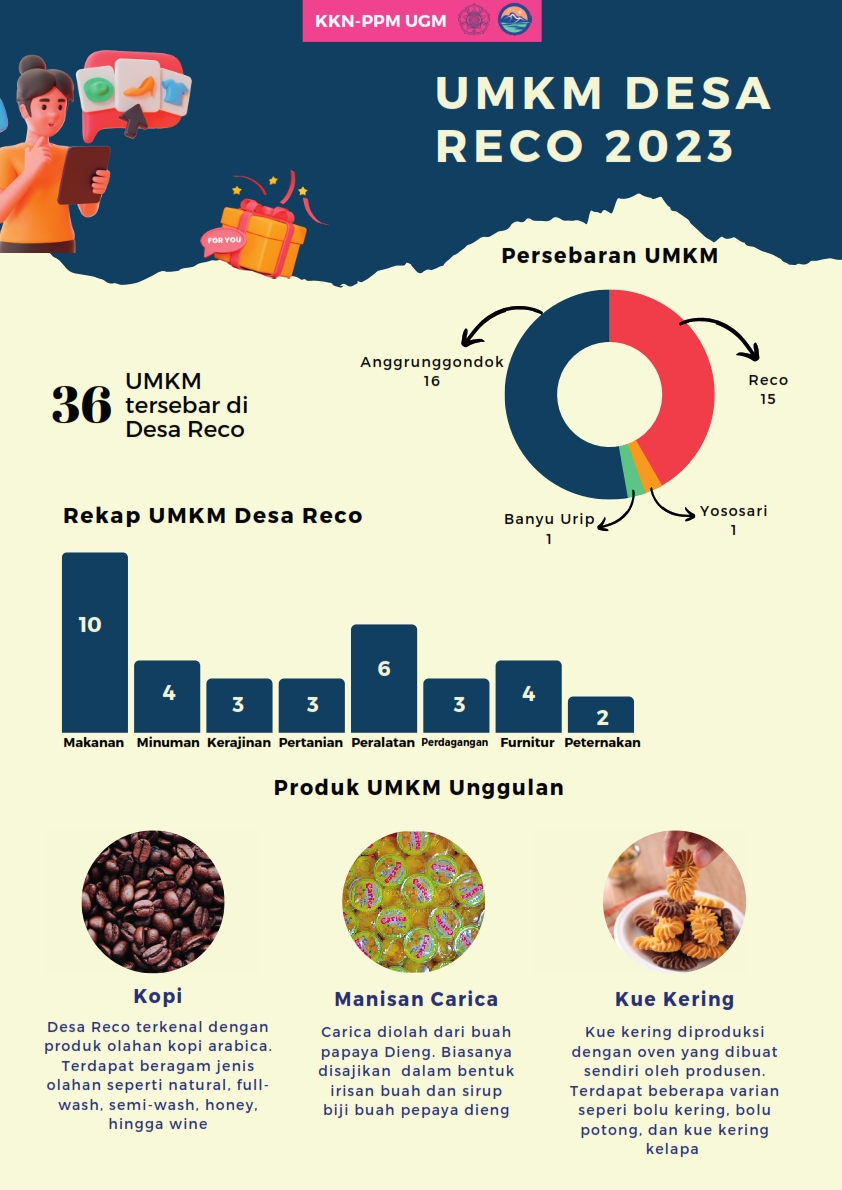 KKN-PPM UGM
UMKM DESA
RECO 2023
FOR YOU
Persebaran UMKM
Anggrunggondok
16
Reco
15
Banyu Urip
1
Yososari
1
36
UMKM
tersebar di
Desa Reco
Rekap UMKM Desa Reco
10
4
3
3
6
3
4
2
Makanan Minuman Kerajinan Pertanian Peralatan Perdagangan Furnitur Peternakan
Produk UMKM Unggulan
Carica
Kopi
Desa Reco terkenal dengan
produk olahan kopi arabica.
Terdapat beragam jenis
olahan seperti natural, full-
wash, semi-wash, honey,
hingga wine
Manisan Carica
Carica diolah dari buah
papaya Dieng. Biasanya
disajikan dalam bentuk
irisan buah dan sirup
biji buah pepaya dieng
Kue Kering
Kue kering diproduksi
dengan oven yang dibuat
sendiri oleh produsen.
Terdapat beberapa varian
seperi bolu kering, bolu
potong, dan kue kering
kelapa